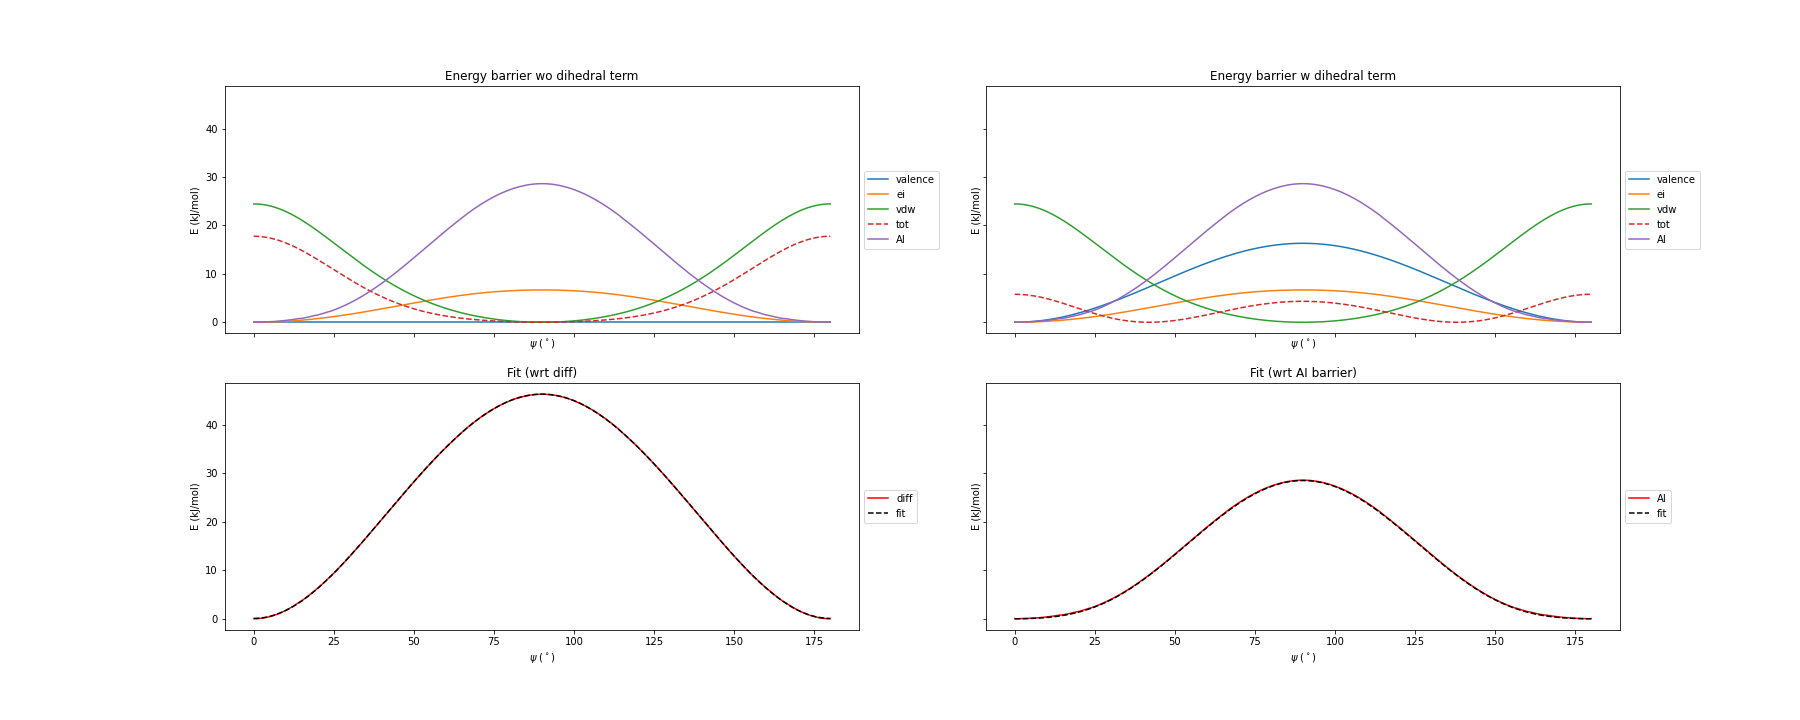 Energy barrier wo dihedral term
E (kJ/mol)
40
30
20
10
0
ψ (°)
valence
ei
vdw
tot
AI
Energy barrier w dihedral term
E (kJ/mol)
ψ (°)
valence
ei
vdw
tot
AI
Fit (wrt diff)
E (kJ/mol)
40
30
20
10
0
0 25 50 75 100 125 150 175
ψ (°)
diff
fit
Fit (wrt AI barrier)
E (kJ/mol)
0 25 50 75 100 125 150 175
ψ (°)
AI
fit